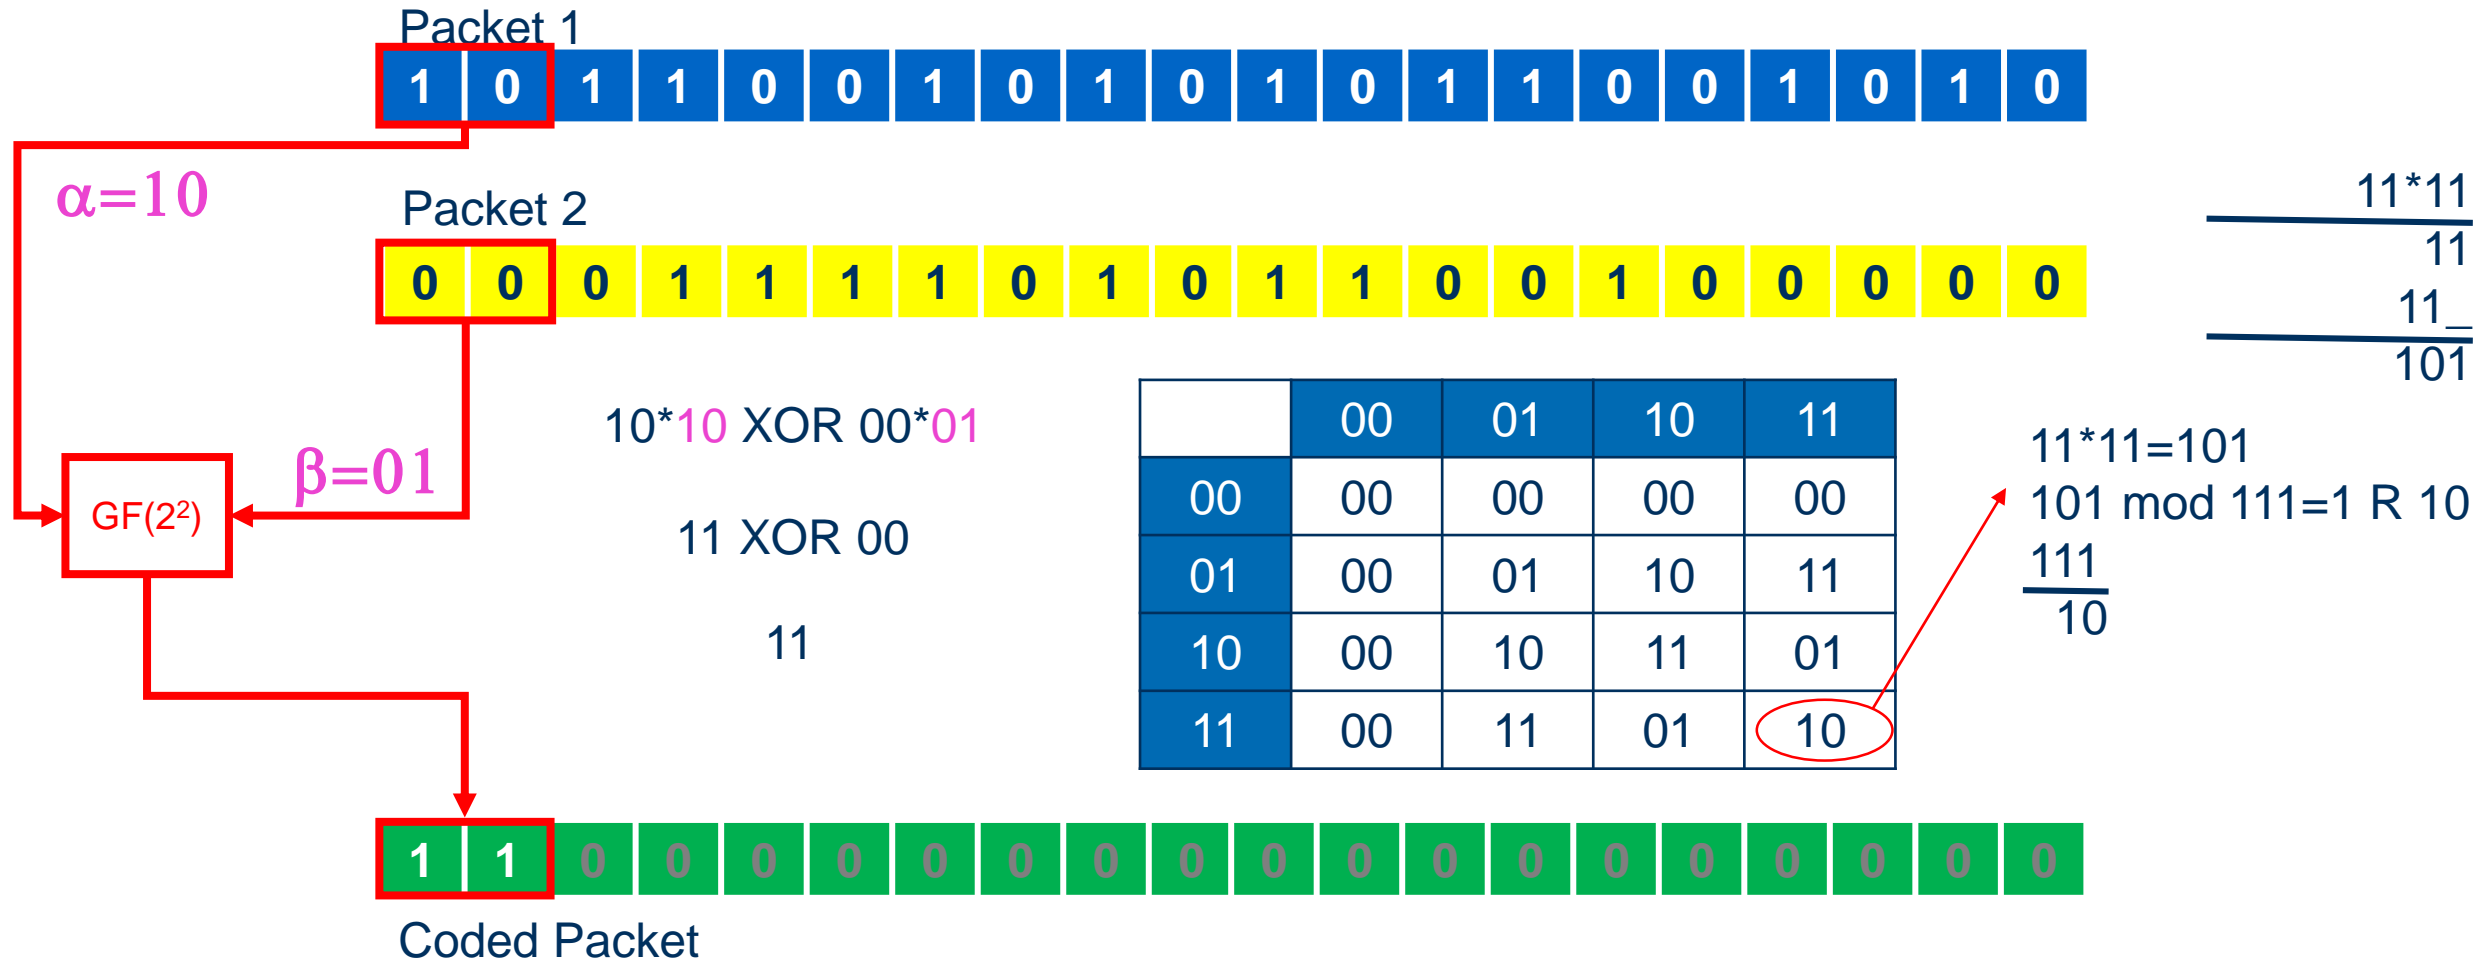 Packet 1
1 0 1 1 0 0 1 0 1 0 1 0 1 1 0 0 1 0 1 0
α=10
Packet 2
0 0 0 1 1 1 1 0 1 0 1 1 0 0 1 0 0 0 0 0
11*11
11
11_
101
β=01
GF(2²)
10*10 XOR 00*01
11 XOR 00
11
00 01 10 11
00 00 00 00 00
01 00 01 10 11
10 00 10 11 01
11 00 11 01 10
11*11=101
101 mod 111=1 R 10
111
10
1 1 0 0 0 0 0 0 0 0 0 0 0 0 0 0 0 0 0 0
Coded Packet